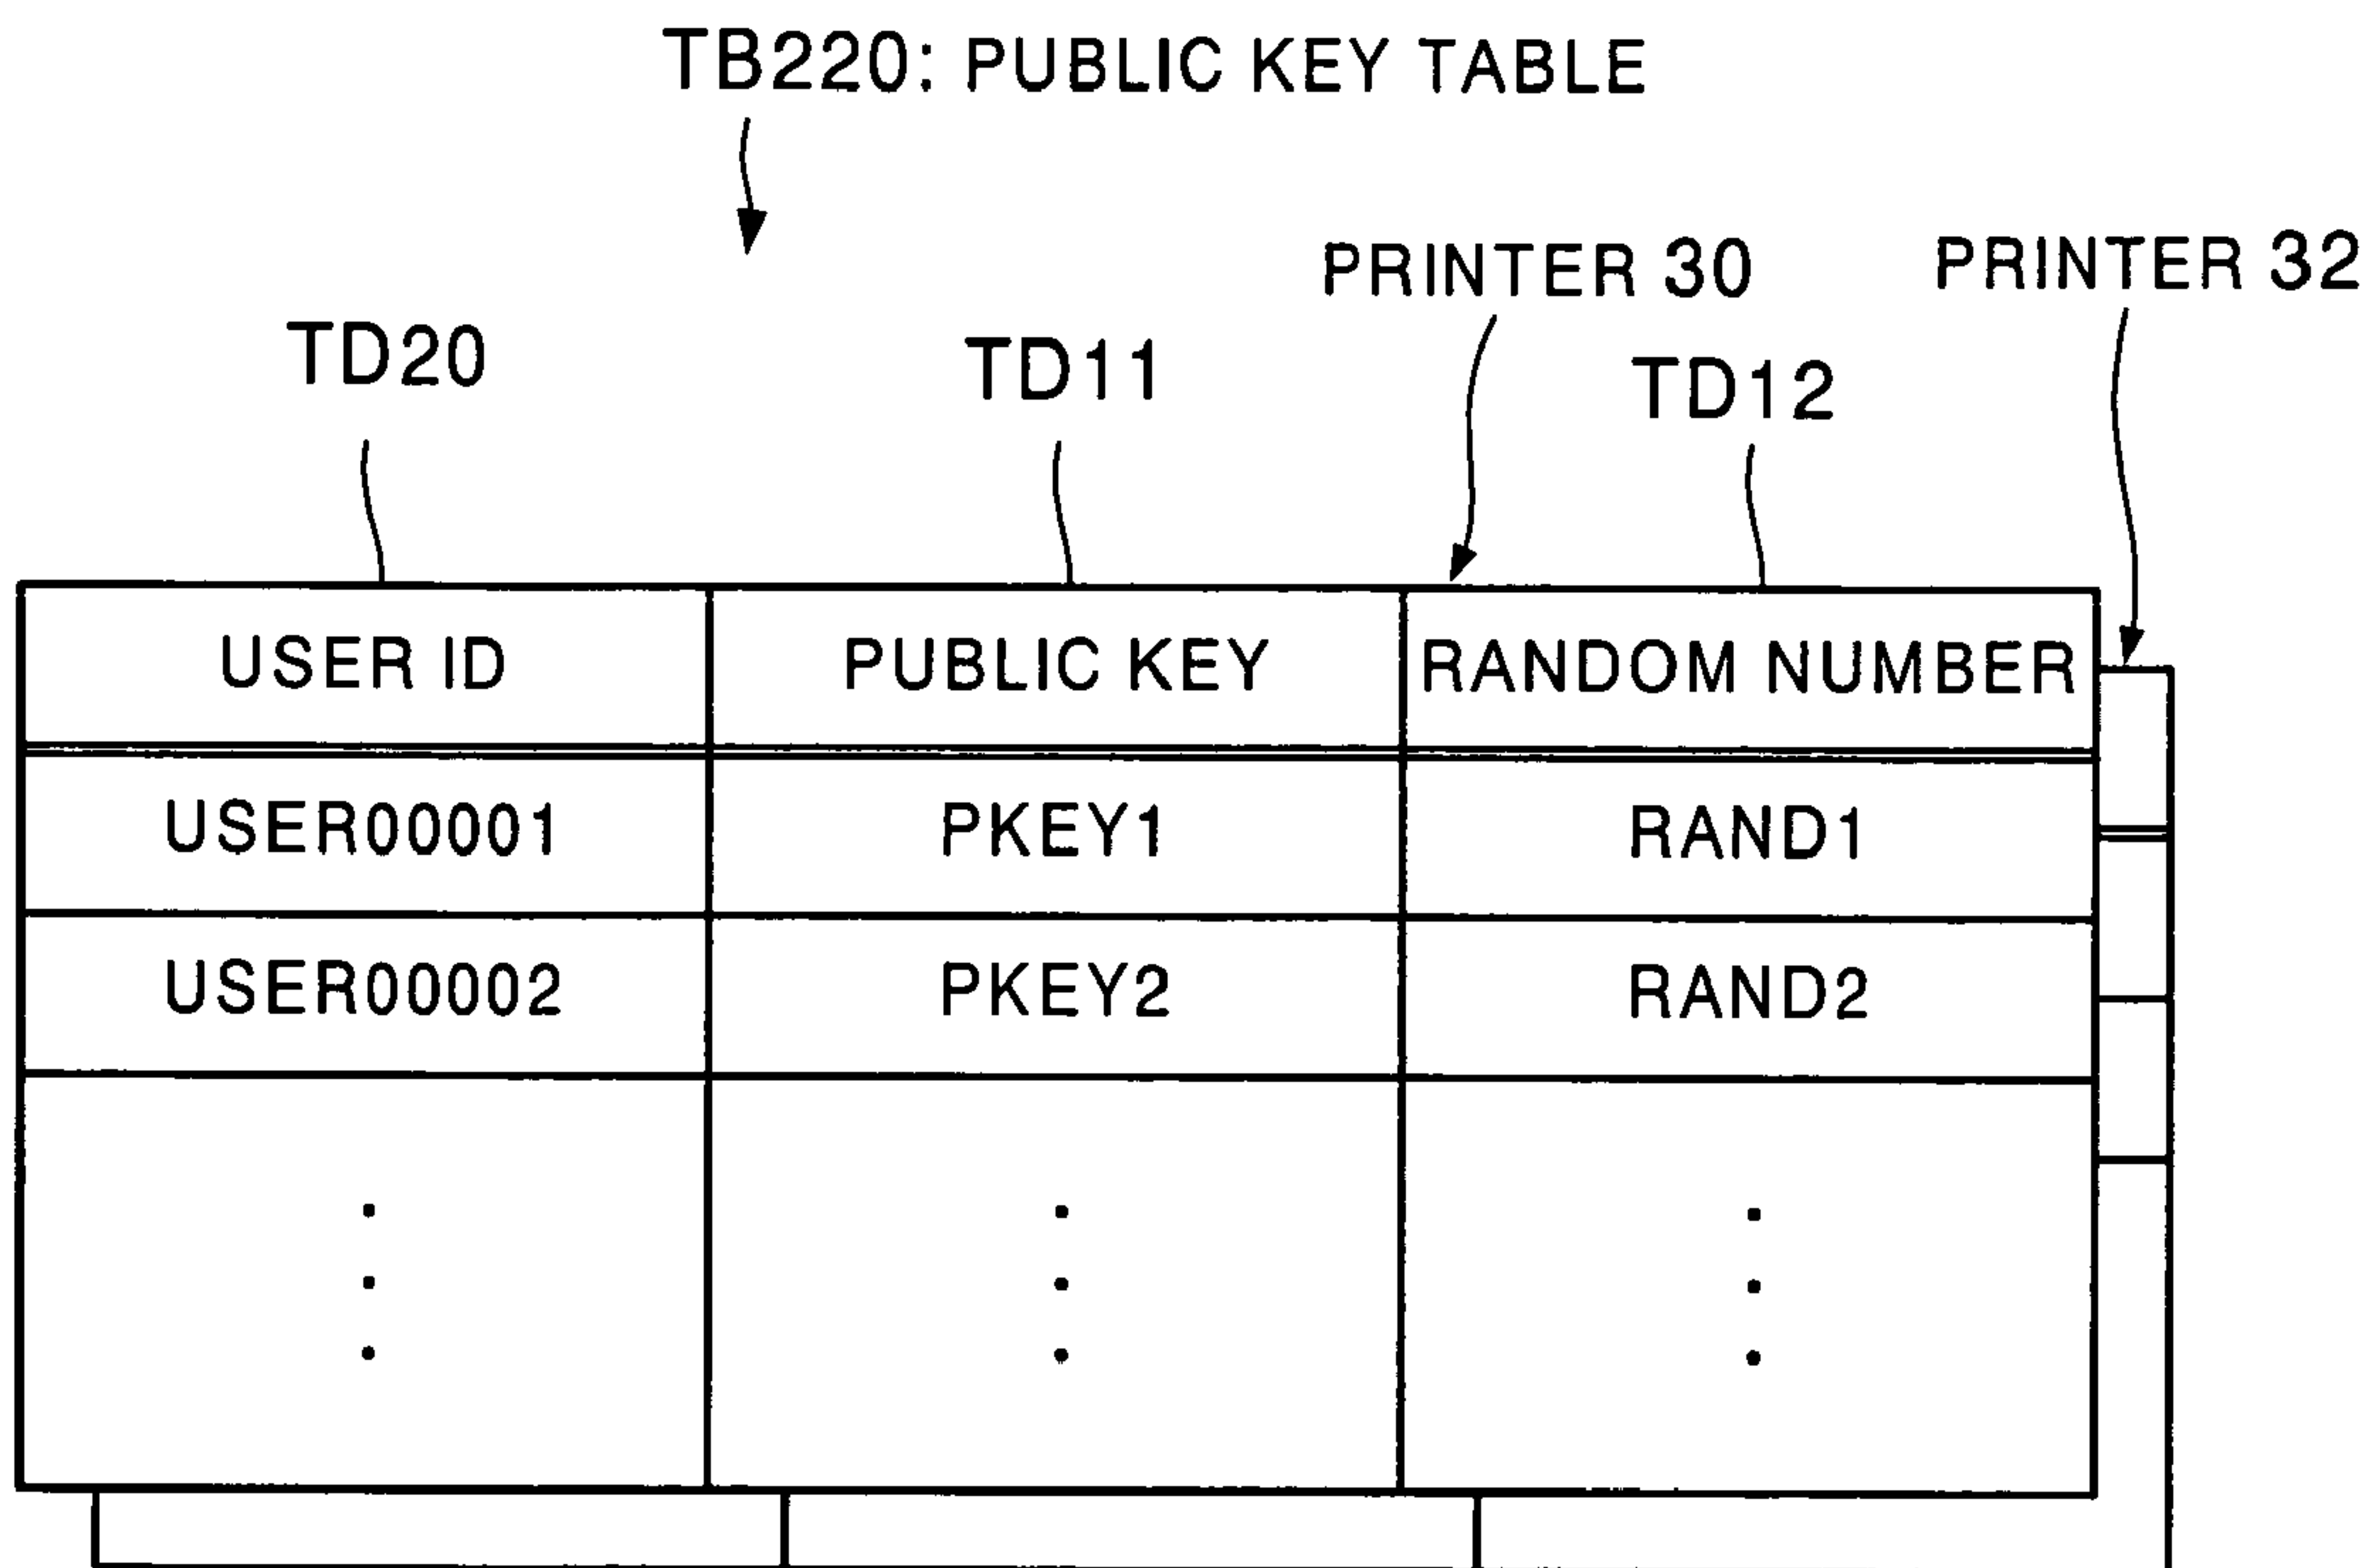 TB220: PUBLIC KEY TABLE
PRINTER 30
PRINTER 32
TD20
TD11
TD12
USER ID
PUBLIC KEY
RANDOM NUMBER
USER00001
PKEY1
RAND1
USER00002
PKEY2
RAND2